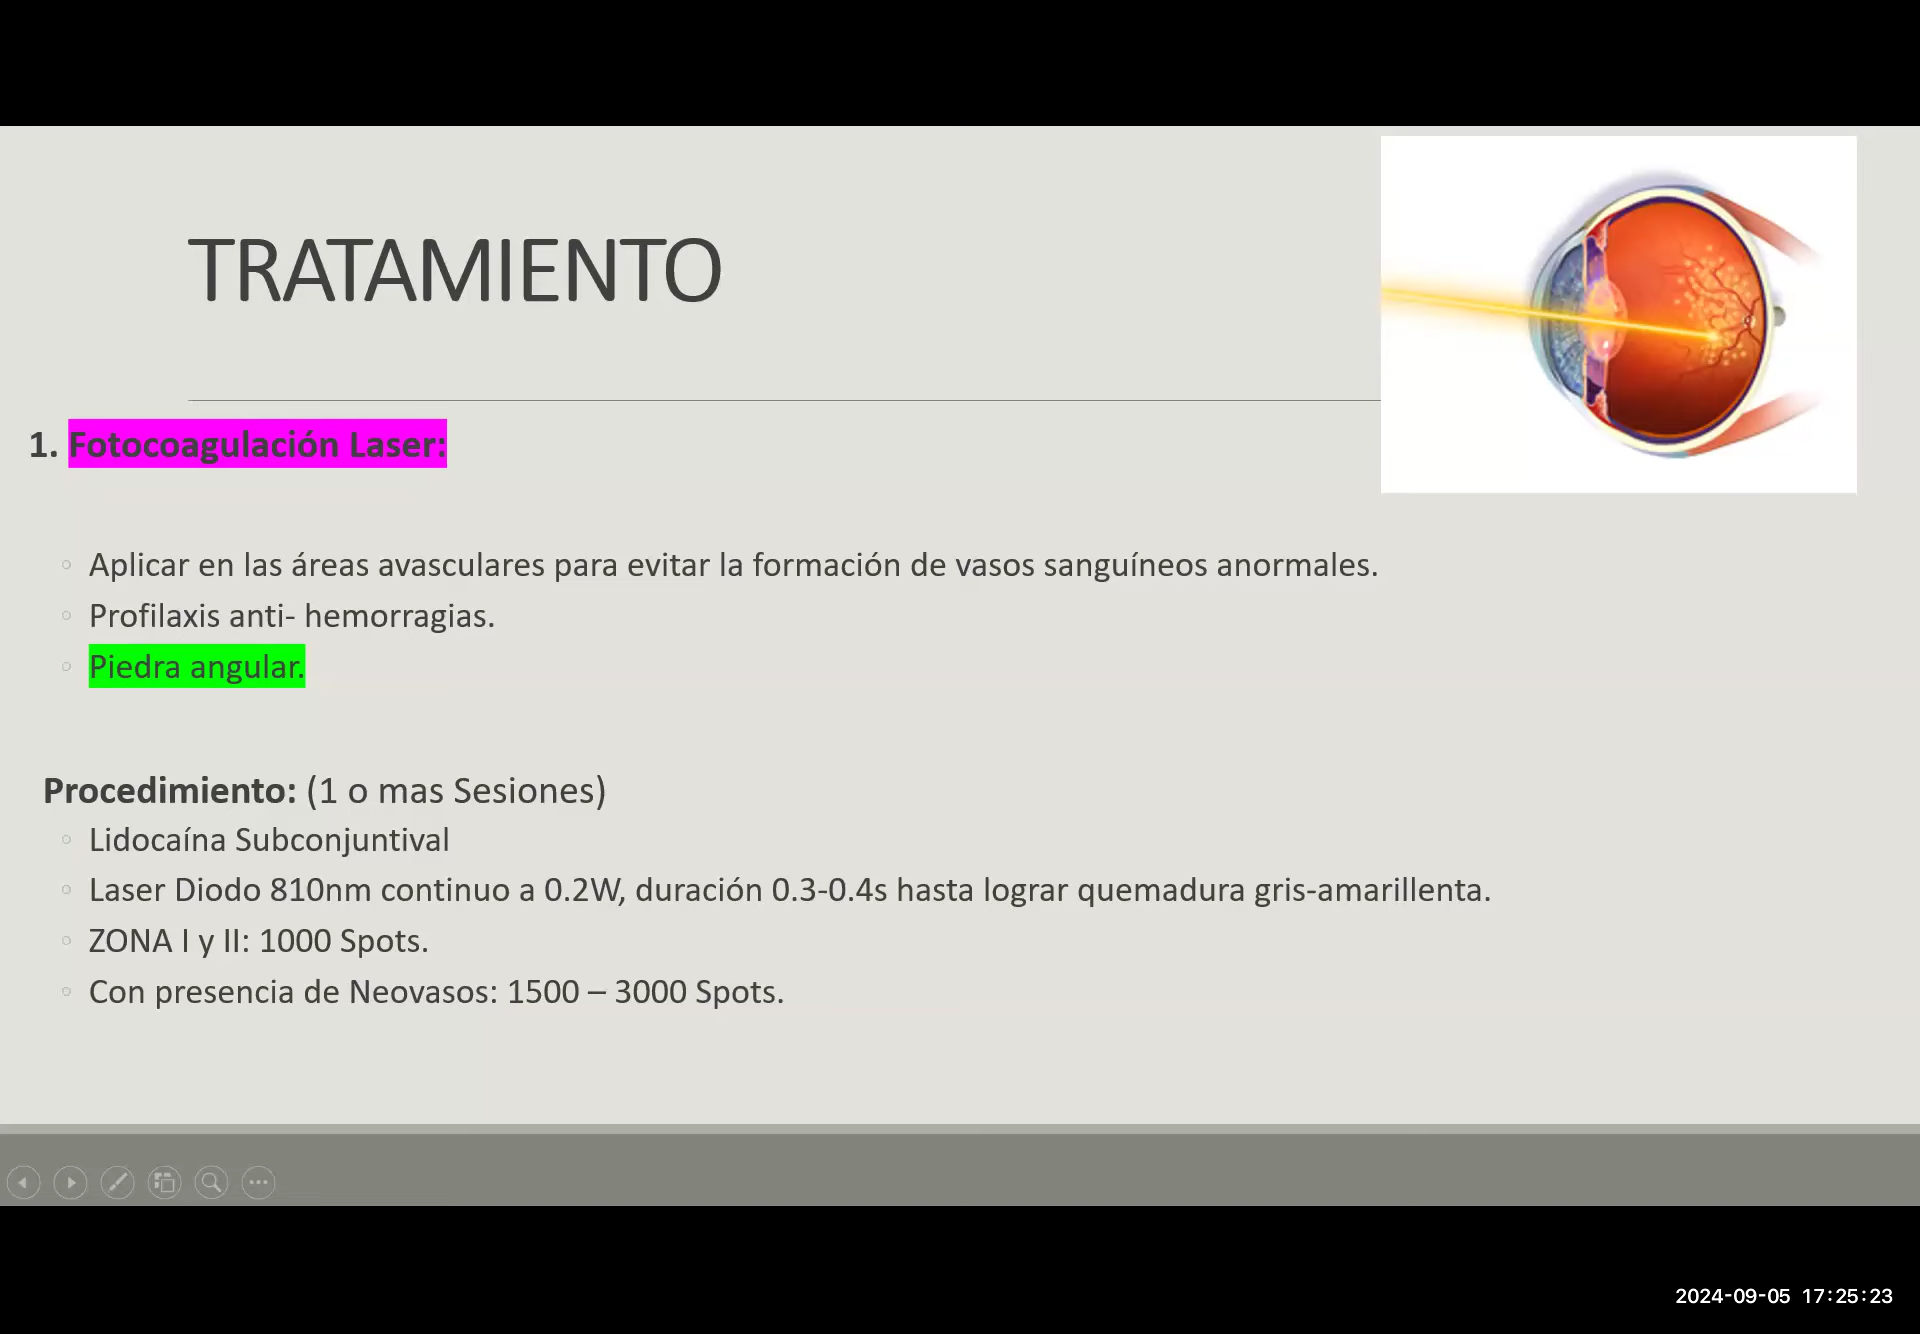 TRATAMIENTO
1. Fotocoagulación Laser:
Aplicar en las áreas avasculares para evitar la formación de vasos sanguíneos anormales.
Profilaxis anti- hemorragias.
Piedra angular.
Procedimiento: (1 o mas Sesiones)
Lidocaína Subconjuntival
Laser Diodo 810nm continuo a 0.2W, duración 0.3-0.4s hasta lograr quemadura gris-amarillenta.
ZONA I y II: 1000 Spots.
Con presencia de Neovasos: 1500 – 3000 Spots.
2024-09-05 17:25:23